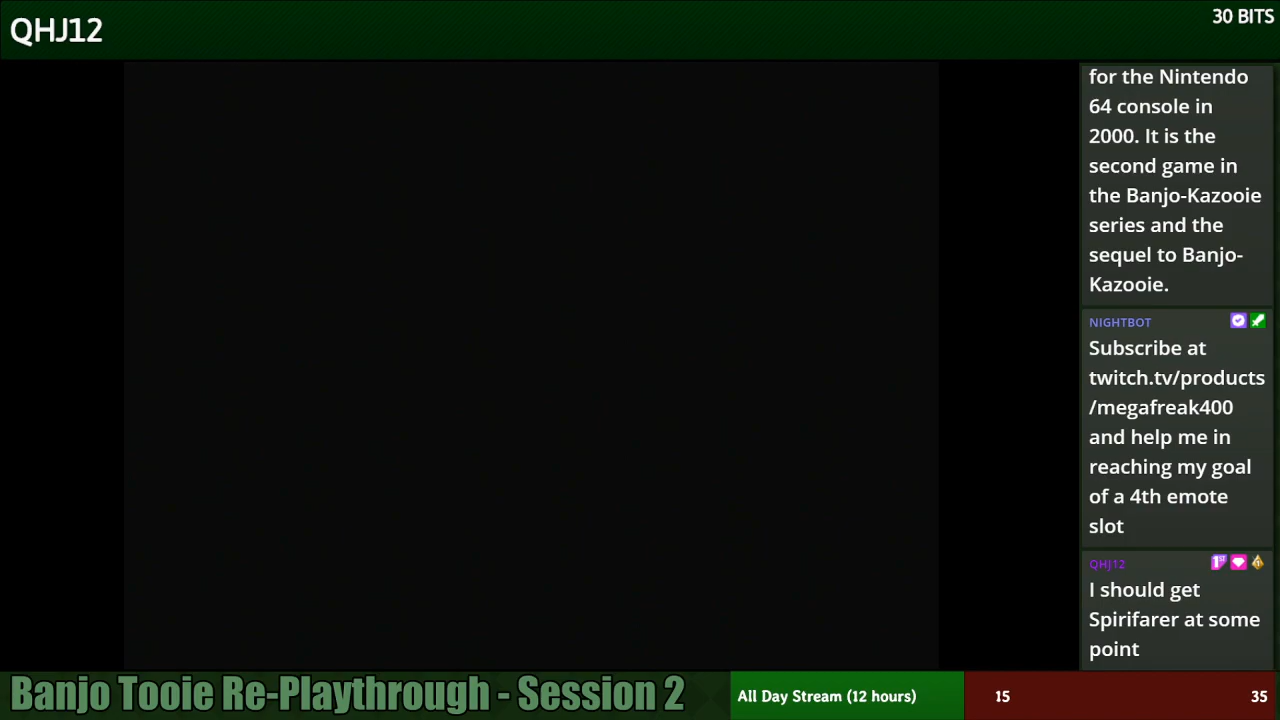 QHJ12
30 BITS
for the Nintendo
64 console in
2000. It is the
second game in
the Banjo-Kazooie
series and the
sequel to Banjo-
Kazooie.
NIGHTBOT
Subscribe at
twitch.tv/products
/megafreak400
and help me in
reaching my goal
of a 4th emote
slot
QHJ12
I should get
Spirifarer at some
point
Banjo Tooie Re-Playthrough - Session 2
All Day Stream (12 hours)
15
35